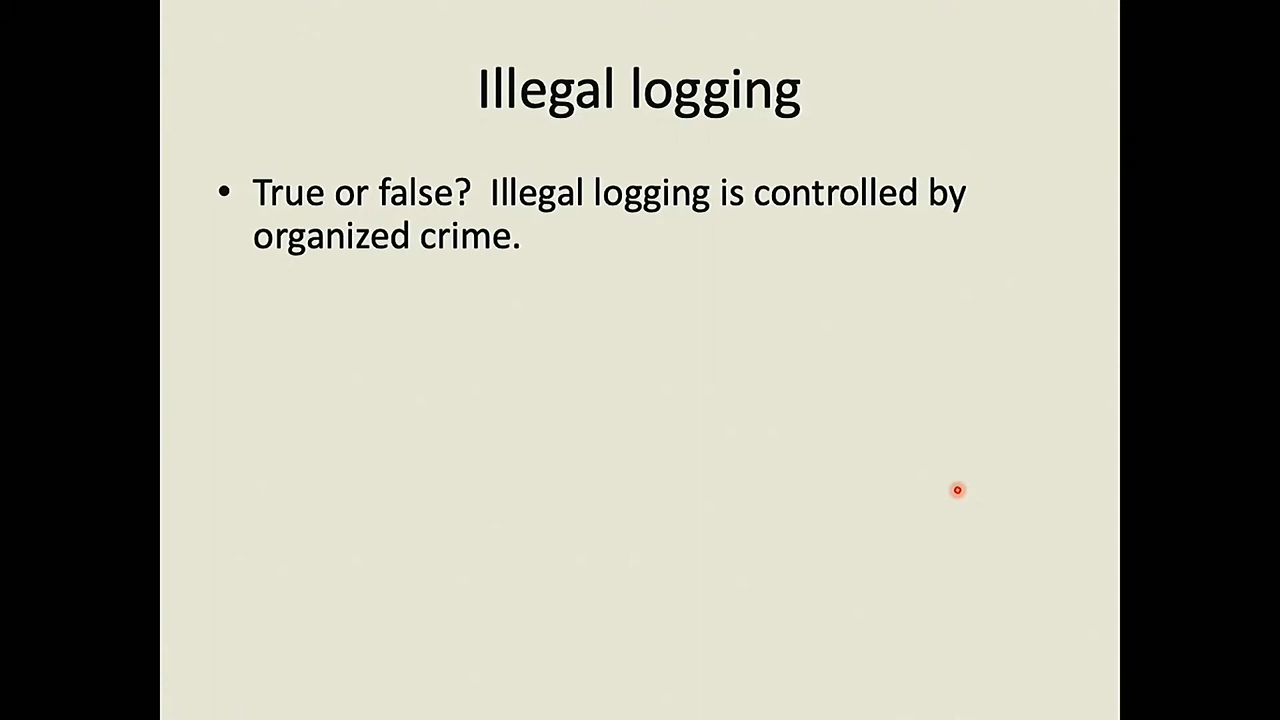 Illegal logging
• True or false?  Illegal logging is controlled by
organized crime.